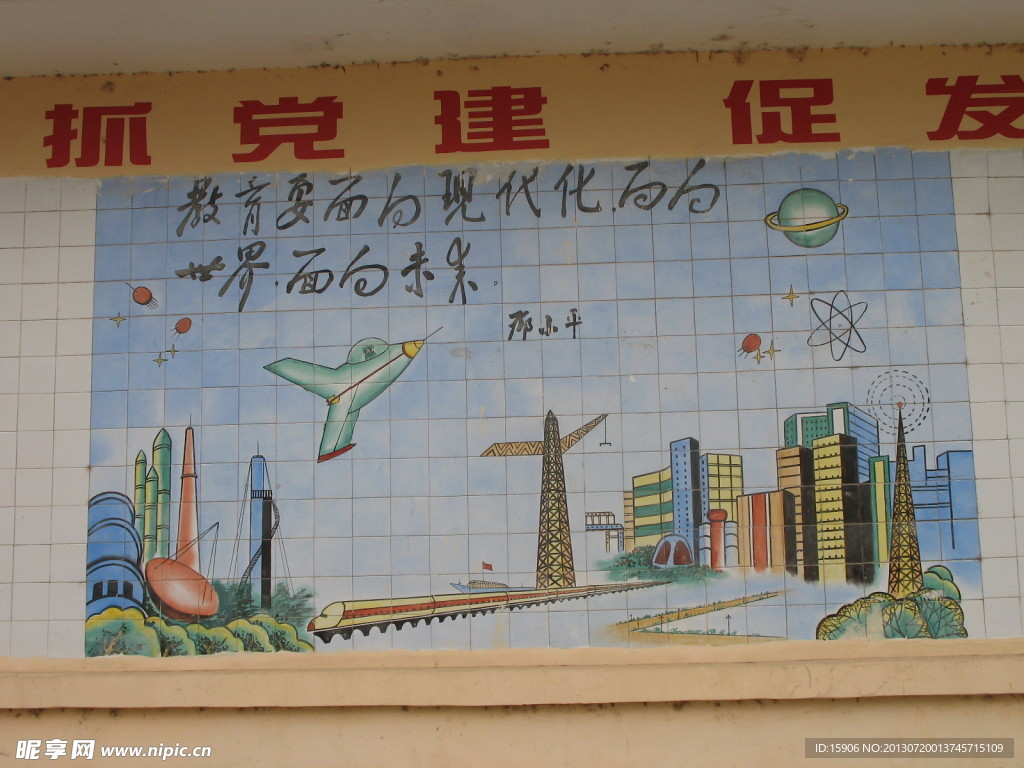 抓党建 促发
教育要面向现代化，面向
世界，面向未来。
邓小平
昵享网 www.nipic.cn
ID:15906 NO:20130720013745715109